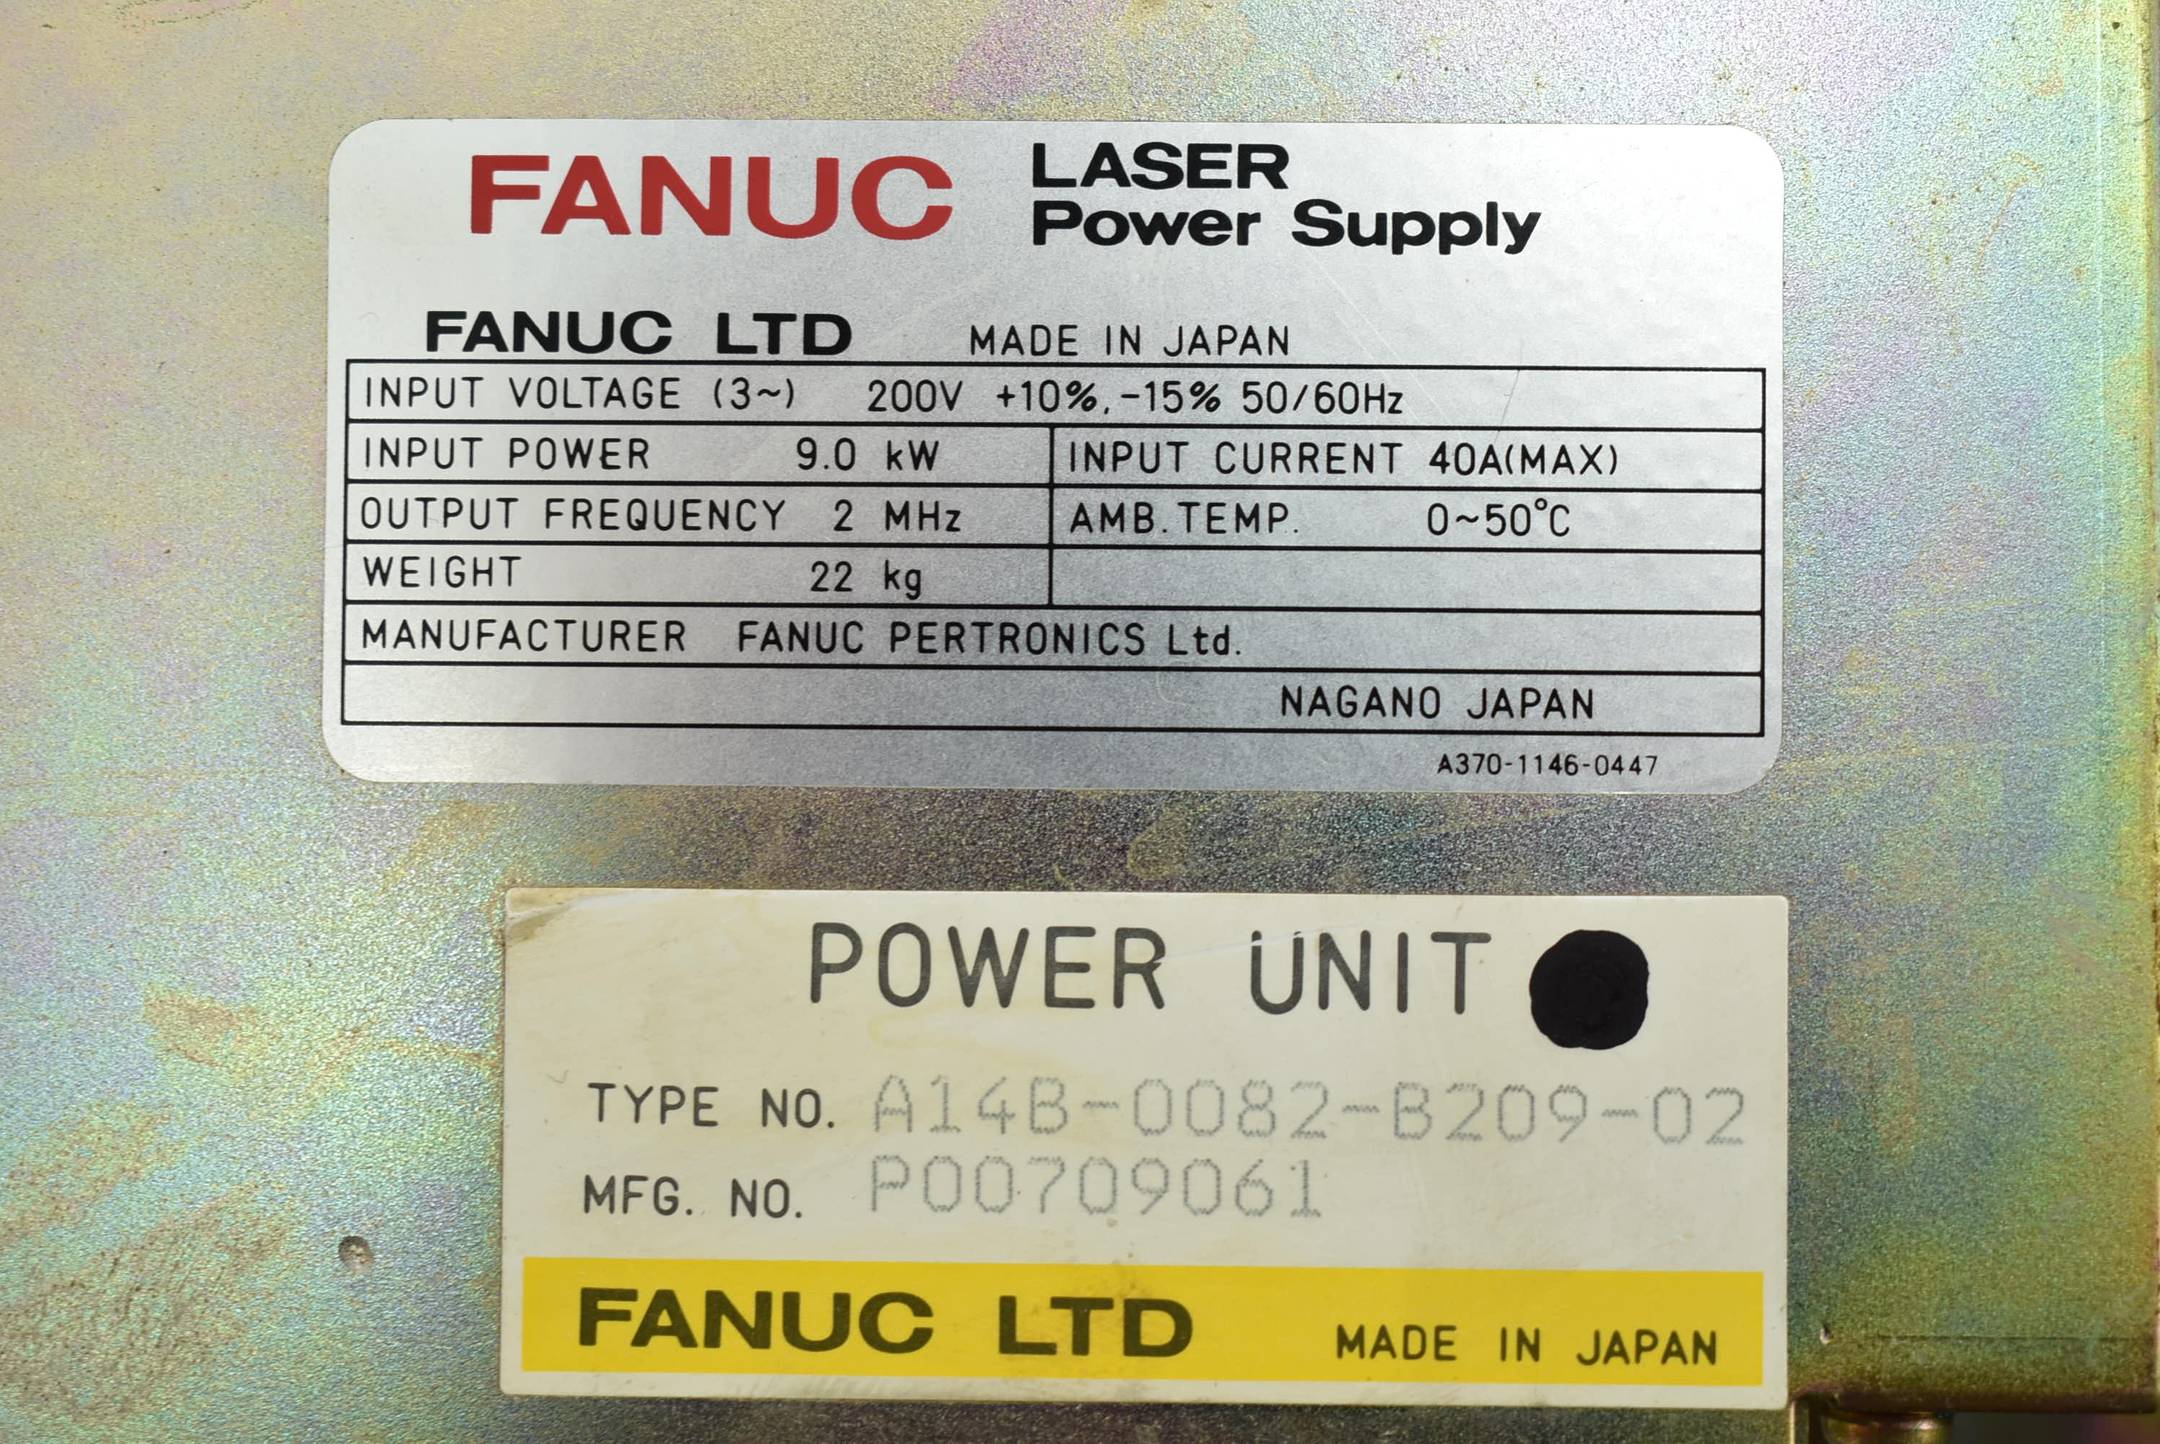 FANUC LASER
Power Supply
FANUC LTD MADE IN JAPAN
INPUT VOLTAGE (3~) 200V +10%,-15% 50/60Hz
INPUT POWER 9.0 kW INPUT CURRENT 40A(MAX)
OUTPUT FREQUENCY 2 MHz AMB.TEMP. 0~50°C
WEIGHT 22 kg
MANUFACTURER FANUC PERTRONICS Ltd.
NAGANO JAPAN
A370-1146-0447
POWER UNIT
TYPE NO. A14B-0082-B209-02
MFG. NO. P00709061
FANUC LTD MADE IN JAPAN